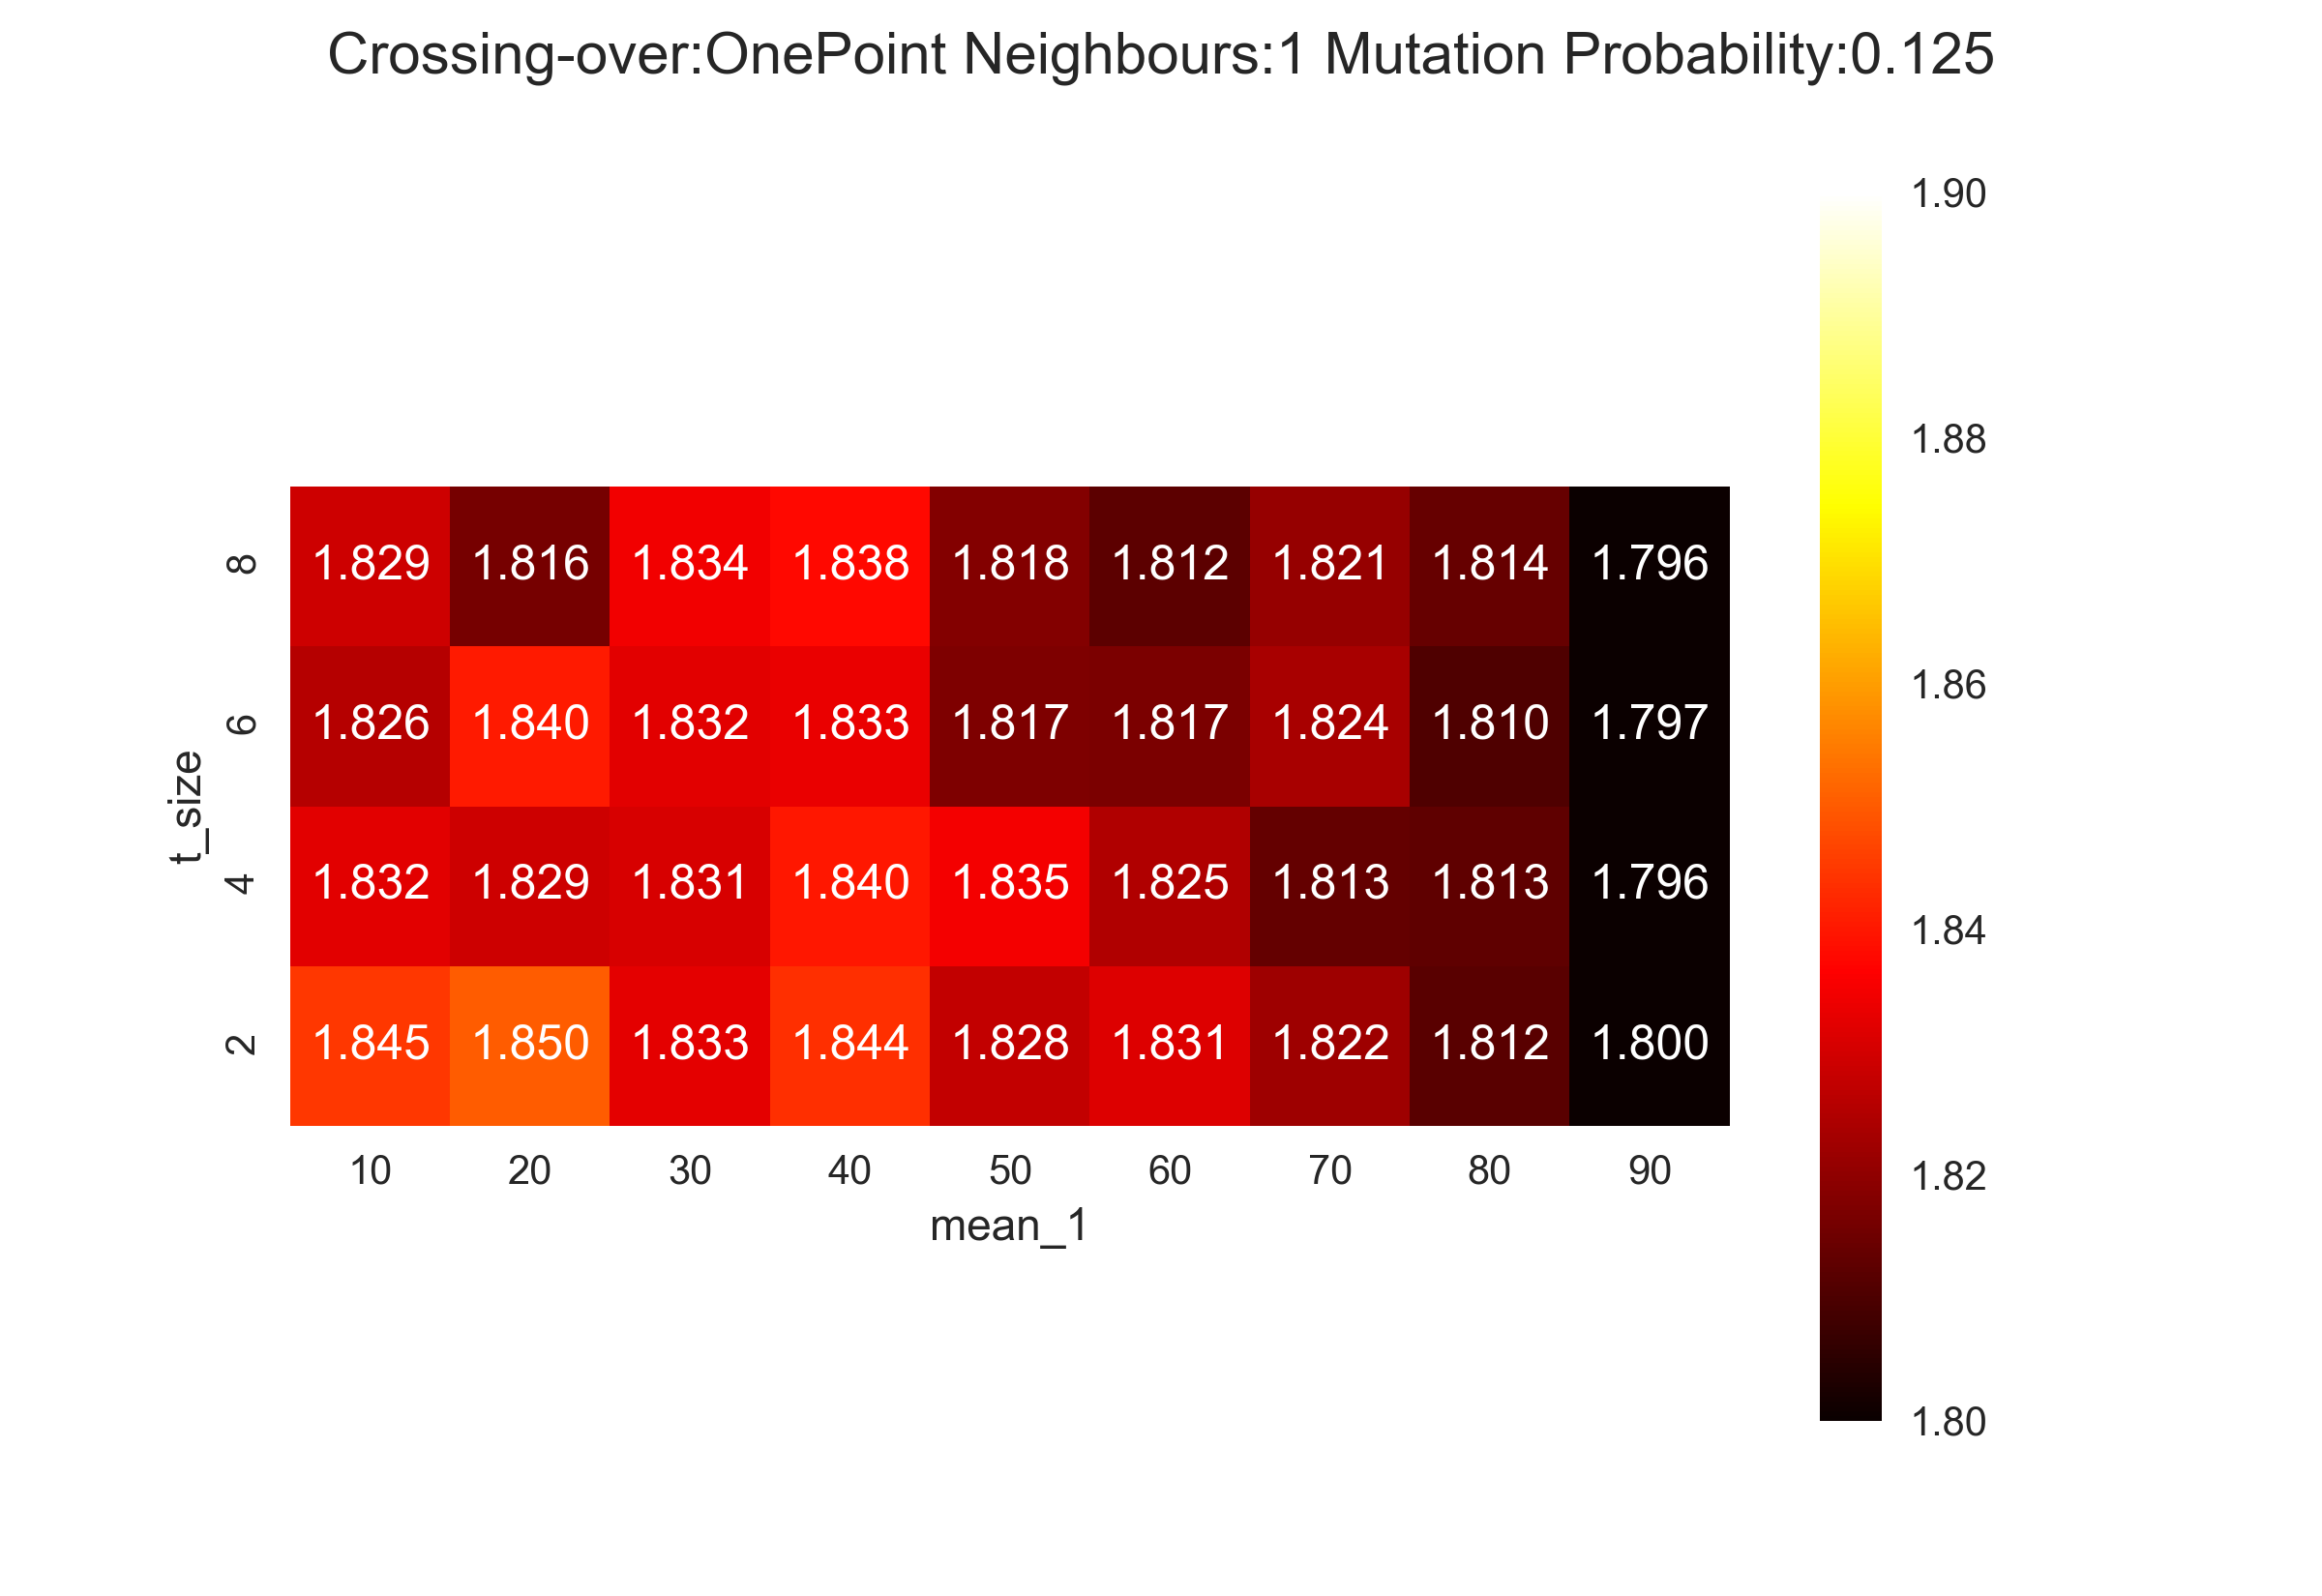 Crossing-over:OnePoint Neighbours:1 Mutation Probability:0.125
t_size
8 1.829 1.816 1.834 1.838 1.818 1.812 1.821 1.814 1.796
6 1.826 1.840 1.832 1.833 1.817 1.817 1.824 1.810 1.797
4 1.832 1.829 1.831 1.840 1.835 1.825 1.813 1.813 1.796
2 1.845 1.850 1.833 1.844 1.828 1.831 1.822 1.812 1.800
10 20 30 40 50 60 70 80 90
mean_1
1.90
1.88
1.86
1.84
1.82
1.80